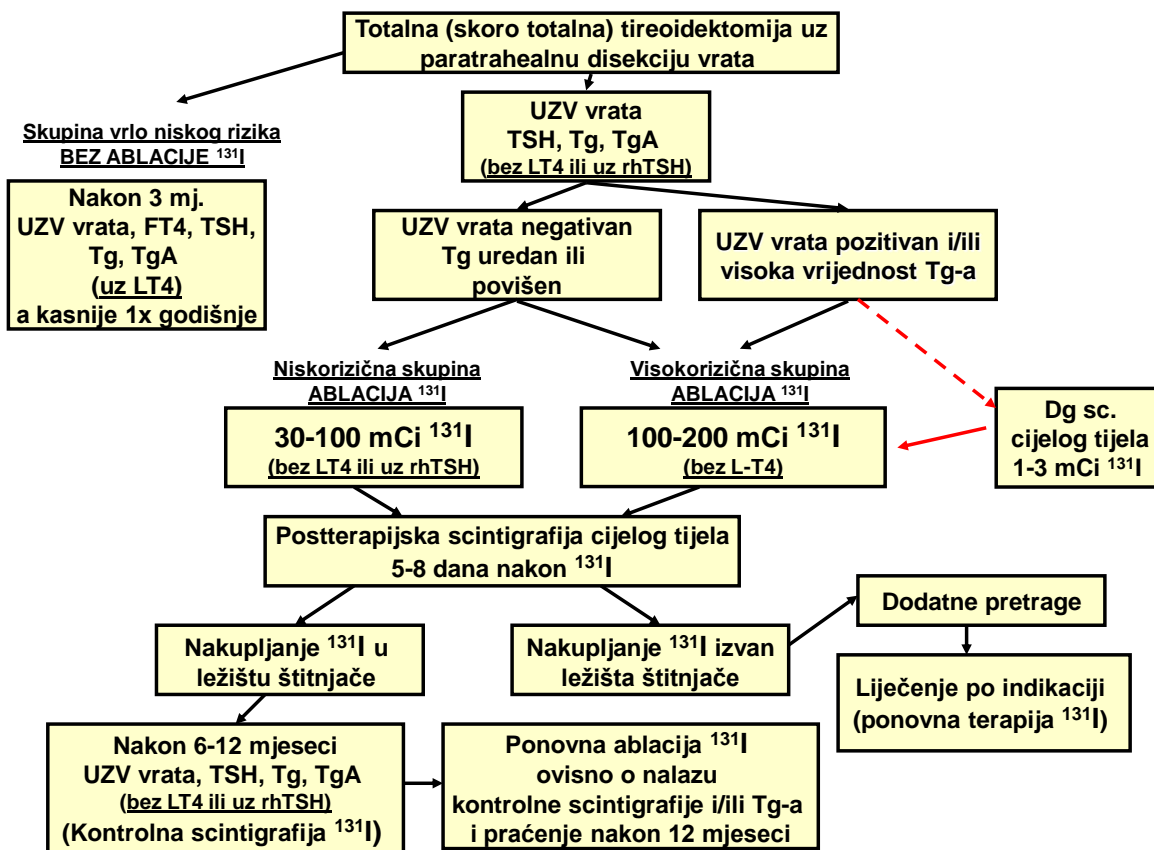 Totalna (skoro totalna) tireoidektomija uz
paratrahealnu disekciju vrata
Skupina vrlo niskog rizika
BEZ ABLACIJE ¹³¹I
UZV vrata
TSH, Tg, TgA
(bez LT4 ili uz rhTSH)
Nakon 3 mj.
UZV vrata, FT4, TSH,
Tg, TgA
(uz LT4)
a kasnije 1x godišnje
UZV vrata negativan
Tg uredan ili
povišen
UZV vrata pozitivan i/ili
visoka vrijednost Tg-a
Niskorizična skupina
ABLACIJA ¹³¹I
Visokorizična skupina
ABLACIJA ¹³¹I
30-100 mCi ¹³¹I
(bez LT4 ili uz rhTSH)
100-200 mCi ¹³¹I
(bez L-T4)
Dg sc.
cijelog tijela
1-3 mCi ¹³¹I
Postterapijska scintigrafija cijelog tijela
5-8 dana nakon ¹³¹I
Nakupljanje ¹³¹I u
ležištu štitnjače
Nakupljanje ¹³¹I izvan
ležišta štitnjače
Dodatne pretrage
Liječenje po indikaciji
(ponovna terapija ¹³¹I)
Nakon 6-12 mjeseci
UZV vrata, TSH, Tg, TgA
(bez LT4 ili uz rhTSH)
(Kontrolna scintigrafija ¹³¹I)
Ponovna ablacija ¹³¹I
ovisno o nalazu
kontrolne scintigrafije i/ili Tg-a
i praćenje nakon 12 mjeseci